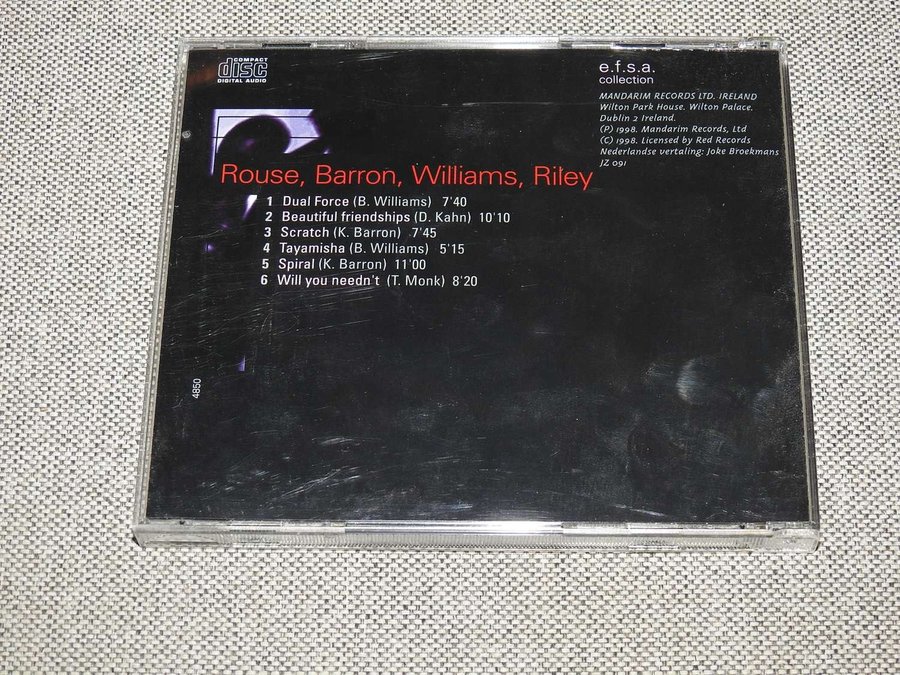 COMPACT
disc
DIGITAL AUDIO
e.f.s.a.
collection
MANDARIM RECORDS LTD. IRELAND
Wilton Park House. Wilton Palace,
Dublin 2 Ireland.
(P) 1998. Mandarim Records, Ltd
(C) 1998. Licensed by Red Records
Nederlandse vertaling: Joke Broekmans
JZ 091
Rouse, Barron, Williams, Riley
1 Dual Force (B. Williams) 7'40
2 Beautiful friendships (D. Kahn) 10'10
3 Scratch (K. Barron) 7'45
4 Tayamisha (B. Williams) 5'15
5 Spiral (K. Barron) 11'00
6 Will you needn't (T. Monk) 8'20
4850